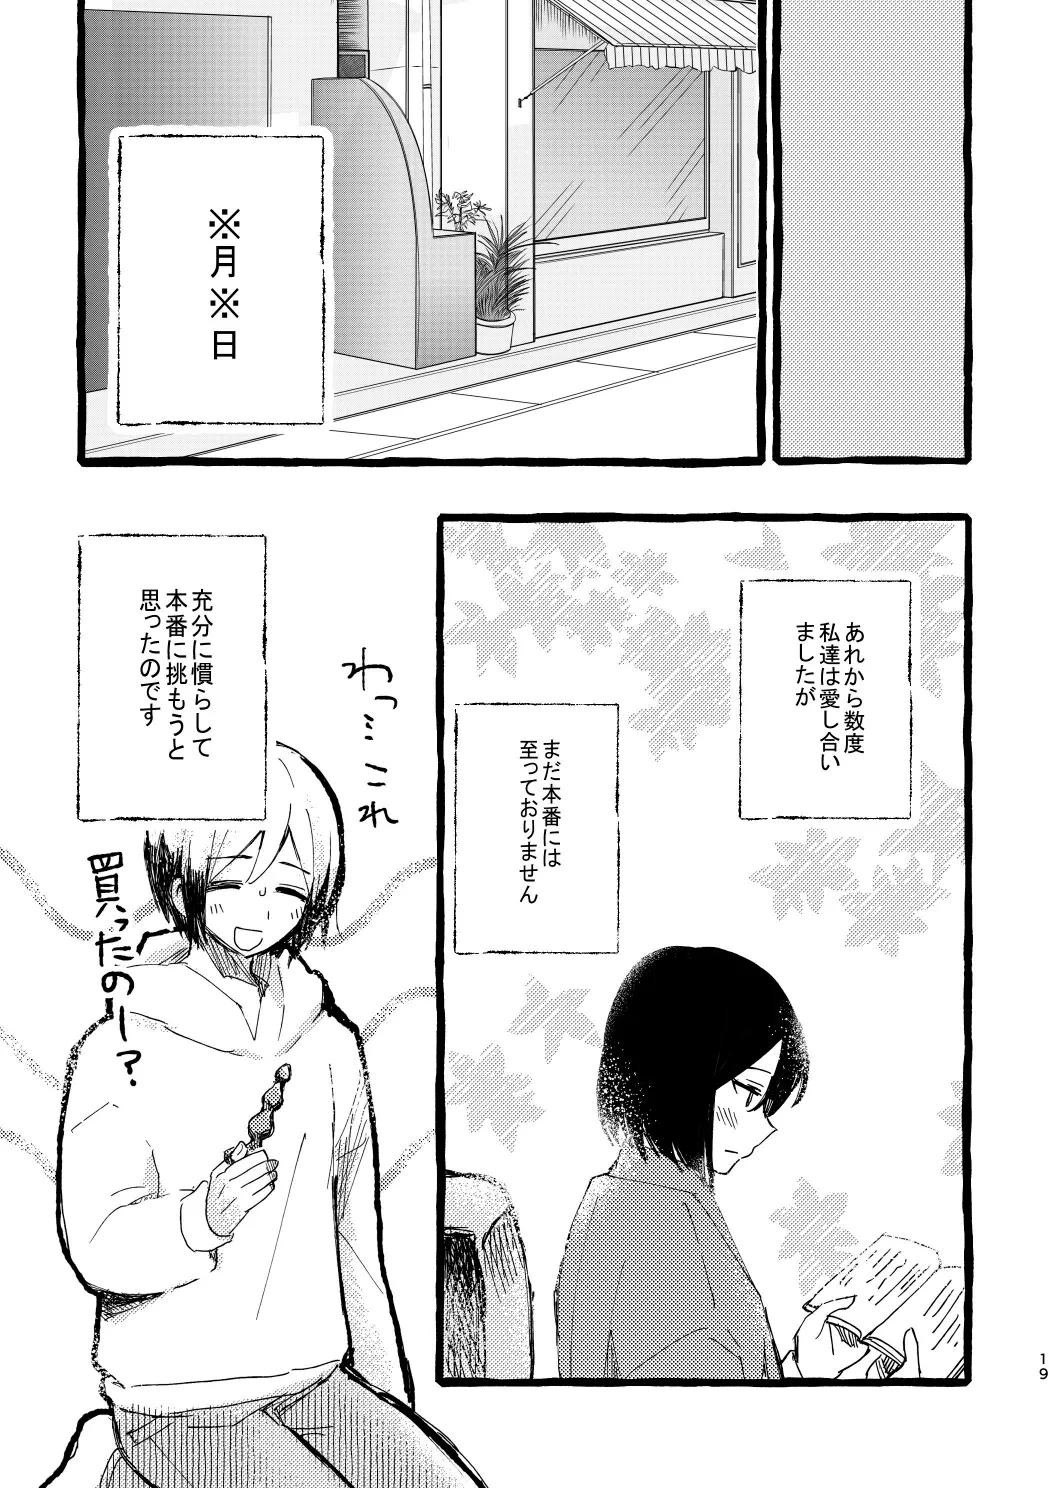 ※月※日
あれから数度
私達は愛し合い
ましたが
まだ本番には
至っておりません
充分に慣らして
本番に挑もうと
思ったのです
わっ…これ
買ったのー?
19